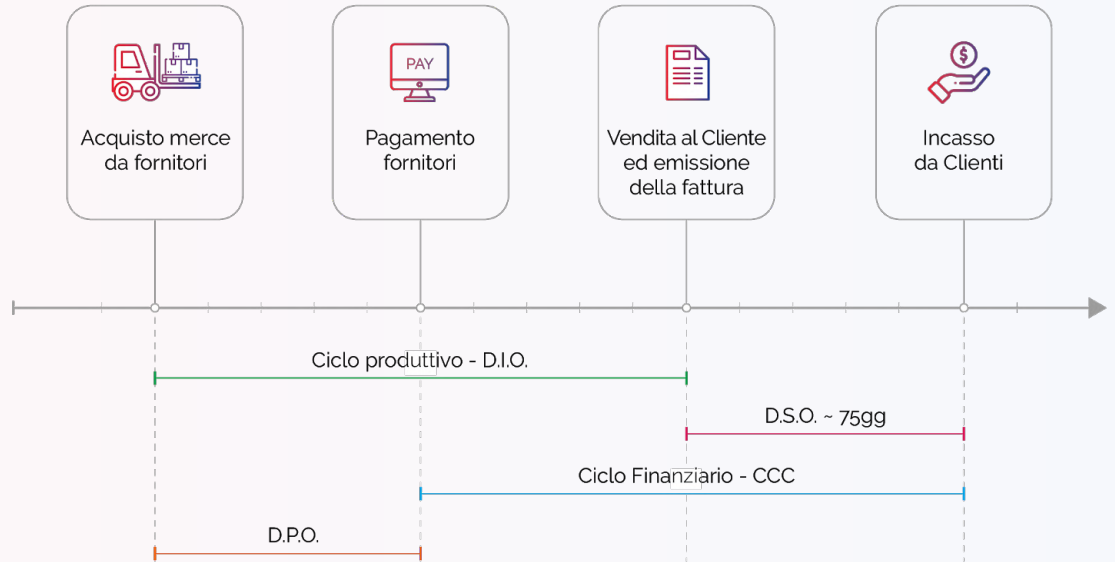 PAY
$
Acquisto merce
da fornitori
Pagamento
fornitori
Vendita al Cliente
ed emissione
della fattura
Incasso
da Clienti
Ciclo produttivo - D.I.O.
D.S.O. ~ 75gg
Ciclo Finanziario - CCC
D.P.O.